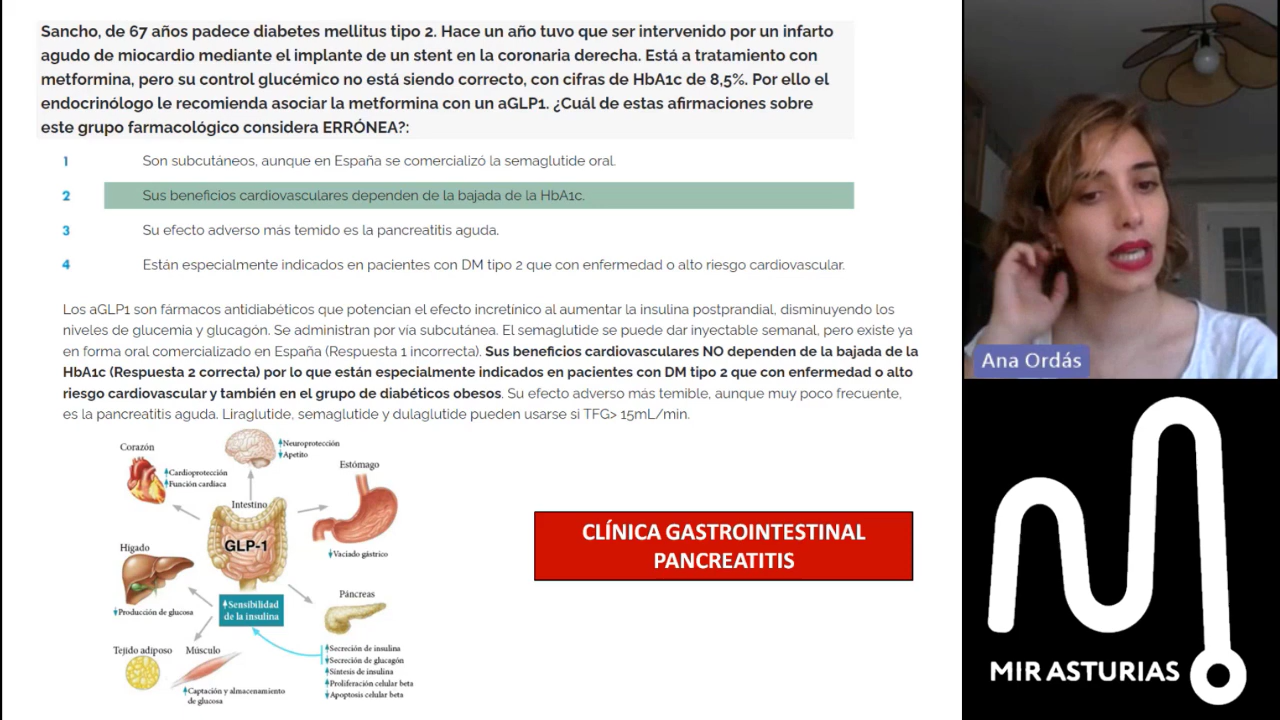 Sancho, de 67 años padece diabetes mellitus tipo 2. Hace un año tuvo que ser intervenido por un infarto
agudo de miocardio mediante el implante de un stent en la coronaria derecha. Está a tratamiento con
metformina, pero su control glucémico no está siendo correcto, con cifras de HbA1c de 8,5%. Por ello el
endocrinólogo le recomienda asociar la metformina con un aGLP1. ¿Cuál de estas afirmaciones sobre
este grupo farmacológico considera ERRÓNEA?:
1 Son subcutáneos, aunque en España se comercializó la semaglutide oral.
2 Sus beneficios cardiovasculares dependen de la bajada de la HbA1c.
3 Su efecto adverso más temido es la pancreatitis aguda.
4 Están especialmente indicados en pacientes con DM tipo 2 que con enfermedad o alto riesgo cardiovascular.
Los aGLP1 son fármacos antidiabéticos que potencian el efecto incretínico al aumentar la insulina postprandial, disminuyendo los
niveles de glucemia y glucagón. Se administran por vía subcutánea. El semaglutide se puede dar inyectable semanal, pero existe ya
en forma oral comercializado en España (Respuesta 1 incorrecta). Sus beneficios cardiovasculares NO dependen de la bajada de la
HbA1c (Respuesta 2 correcta) por lo que están especialmente indicados en pacientes con DM tipo 2 que con enfermedad o alto
riesgo cardiovascular y también en el grupo de diabéticos obesos. Su efecto adverso más temible, aunque muy poco frecuente,
es la pancreatitis aguda. Liraglutide, semaglutide y dulaglutide pueden usarse si TFG> 15mL/min.
Corazón
Cardioprotección
Función cardíaca
Neuroprotección
Apetito
Estómago
Vaciado gástrico
Intestino
GLP-1
Hígado
Producción de glucosa
Sensibilidad
de la insulina
Páncreas
Secreción de insulina
Secreción de glucagón
Síntesis de insulina
Proliferación celular beta
Apoptosis celular beta
Tejido adiposo
Músculo
Captación y almacenamiento
de glucosa
CLÍNICA GASTROINTESTINAL
PANCREATITIS
Ana Ordás
MIR ASTURIAS